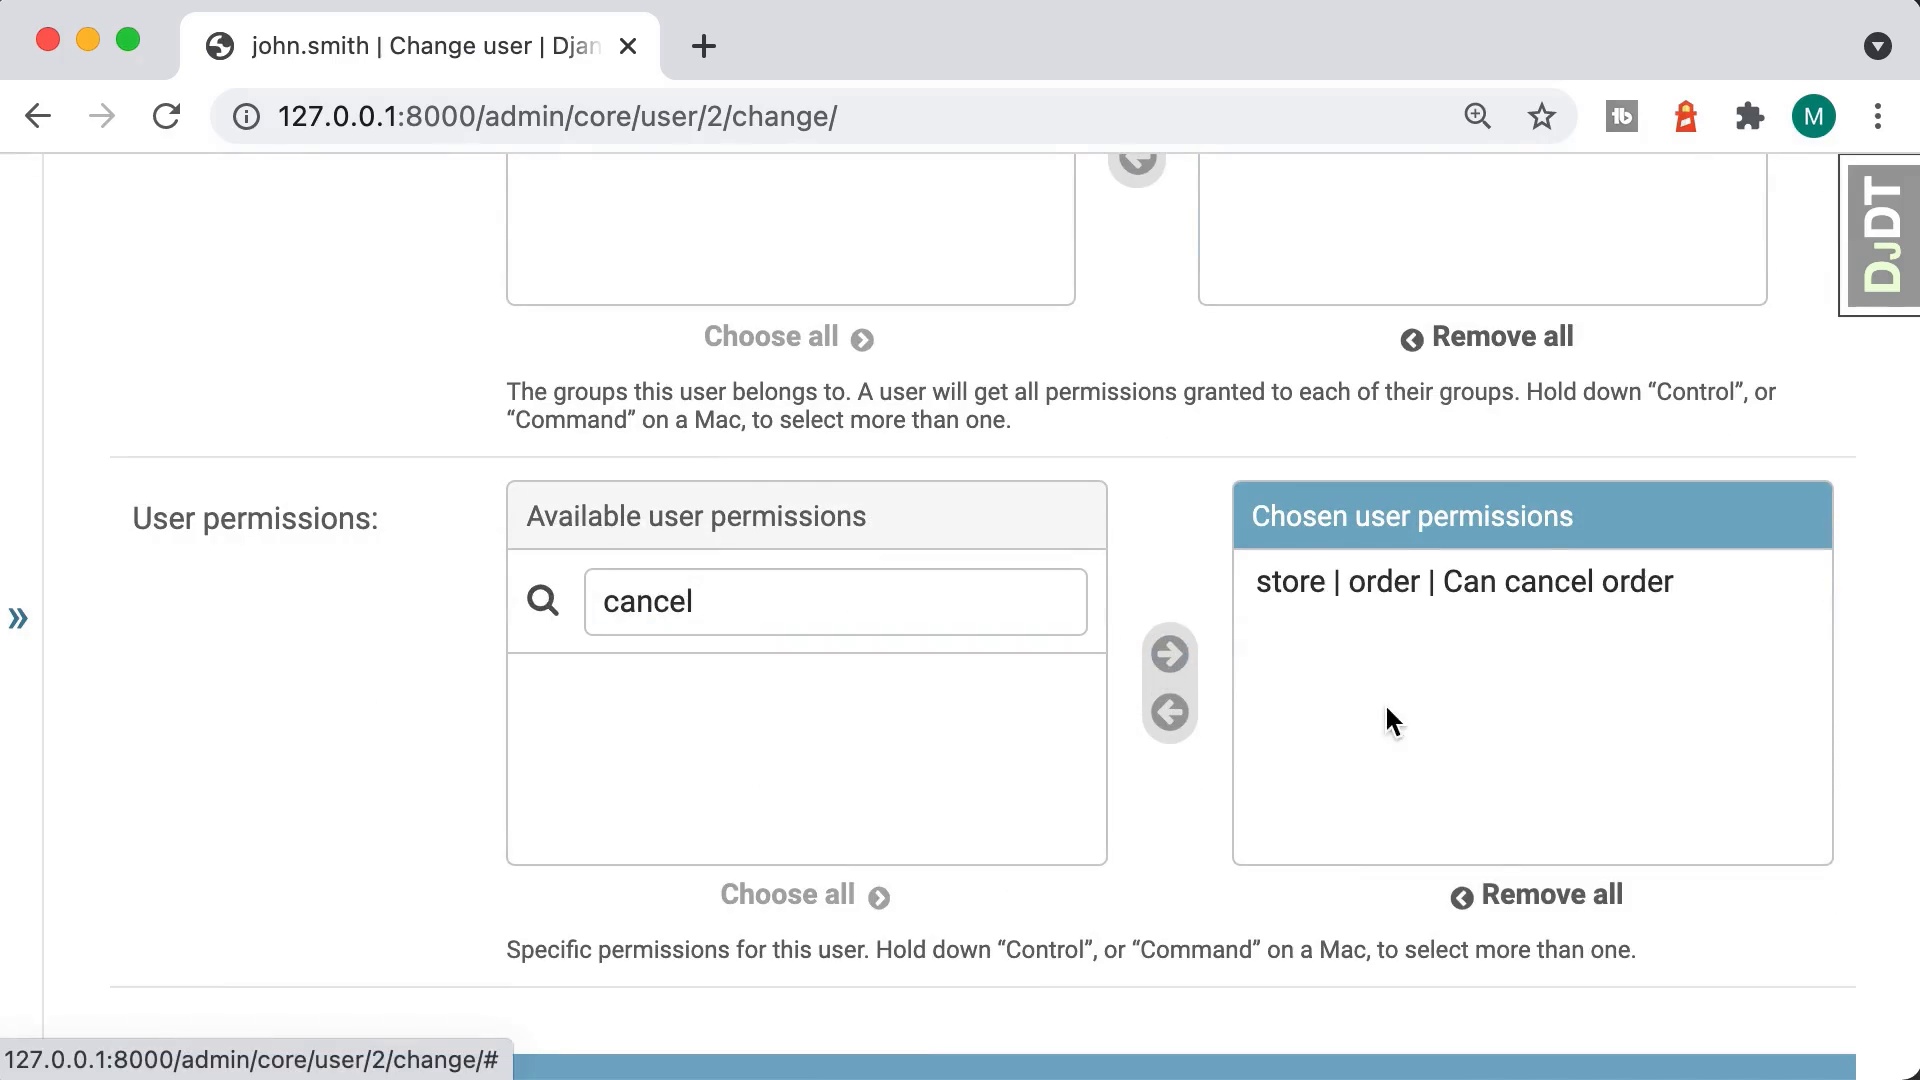 john.smith | Change user | Djan
127.0.0.1:8000/admin/core/user/2/change/
M
DJDT
Choose all
Remove all
The groups this user belongs to. A user will get all permissions granted to each of their groups. Hold down “Control”, or
“Command” on a Mac, to select more than one.
User permissions:
Available user permissions
Chosen user permissions
cancel
store | order | Can cancel order
Choose all
Remove all
Specific permissions for this user. Hold down “Control”, or “Command” on a Mac, to select more than one.
127.0.0.1:8000/admin/core/user/2/change/#